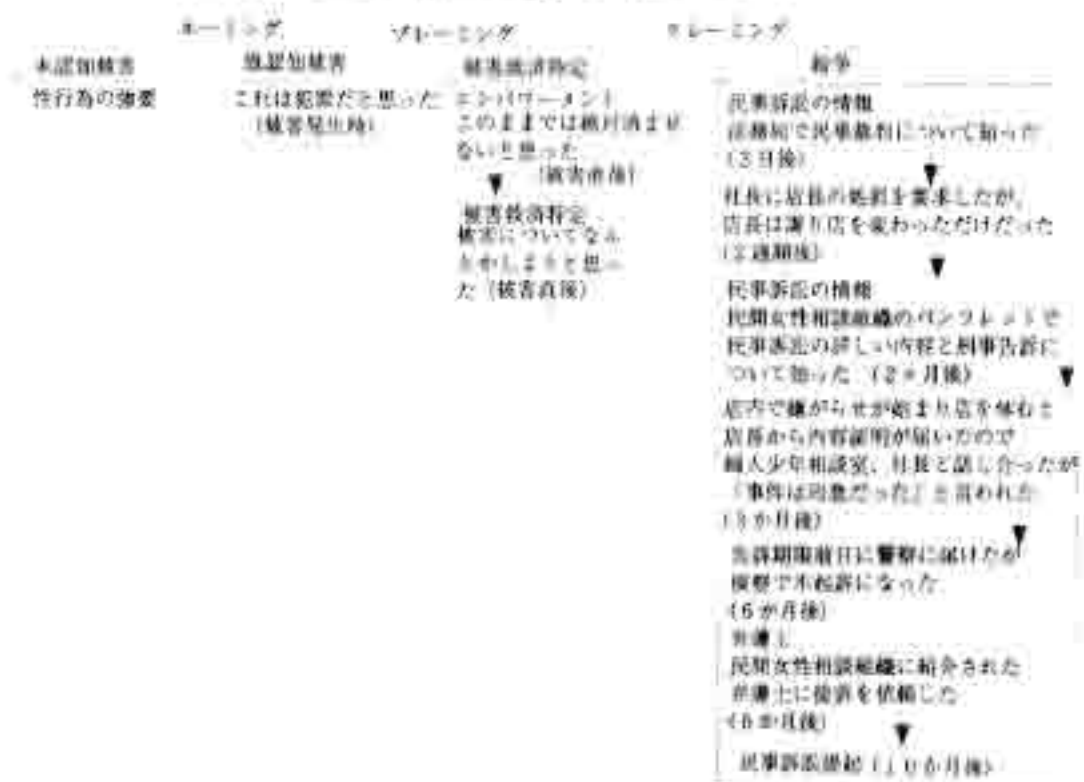 ネーミング ブレーミング クレーミング
未認知被害
性行為の強要
被認知被害
これは犯罪だと思った
(被害発生時)
被害救済特定
エンパワーメント
このままでは絶対済ませ
ないと思った
(被害直後)
被害救済特定
被害についてなん
とかしようと思っ
た (被害直後)
紛争
民事訴訟の情報
法務局で民事裁判について知った
(3日後)
社長に店長の処罰を要求したが、
店長は謝り店を変わっただけだった
(2週間後)
民事訴訟の情報
民間女性相談組織のパンフレットで
民事訴訟の詳しい内容と刑事告訴に
ついて知った (2ヶ月後)
店内で嫌がらせが始まり店を休むと
店長から内容証明が届いたので
婦人少年相談室、社長と話し合ったが
「事件は
だった」と言われた
(3か月後)
告訴期限前日に警察に届けたが
検察で不起訴になった
(6か月後)
弁護士
民間女性相談組織に紹介された
弁護士に提訴を依頼した
(6か月後)
民事訴訟提起 (10か月後)